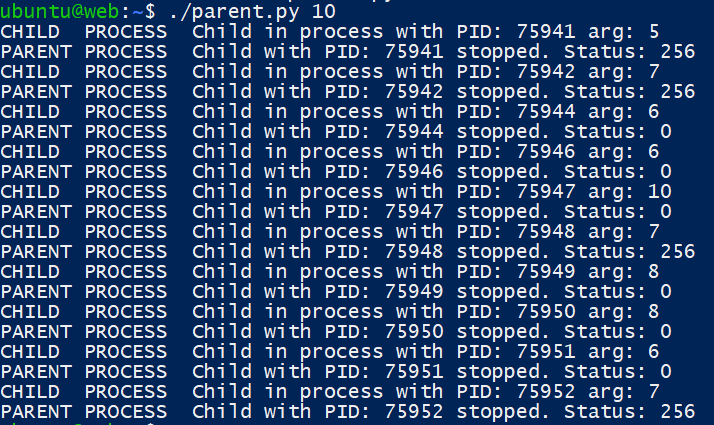 ubuntu@web:~$ ./parent.py 10
CHILD  PROCESS  Child in process with PID: 75941 arg: 5
PARENT PROCESS  Child with PID: 75941 stopped. Status: 256
CHILD  PROCESS  Child in process with PID: 75942 arg: 7
PARENT PROCESS  Child with PID: 75942 stopped. Status: 256
CHILD  PROCESS  Child in process with PID: 75944 arg: 6
PARENT PROCESS  Child with PID: 75944 stopped. Status: 0
CHILD  PROCESS  Child in process with PID: 75946 arg: 6
PARENT PROCESS  Child with PID: 75946 stopped. Status: 0
CHILD  PROCESS  Child in process with PID: 75947 arg: 10
PARENT PROCESS  Child with PID: 75947 stopped. Status: 0
CHILD  PROCESS  Child in process with PID: 75948 arg: 7
PARENT PROCESS  Child with PID: 75948 stopped. Status: 256
CHILD  PROCESS  Child in process with PID: 75949 arg: 8
PARENT PROCESS  Child with PID: 75949 stopped. Status: 0
CHILD  PROCESS  Child in process with PID: 75950 arg: 8
PARENT PROCESS  Child with PID: 75950 stopped. Status: 0
CHILD  PROCESS  Child in process with PID: 75951 arg: 6
PARENT PROCESS  Child with PID: 75951 stopped. Status: 0
CHILD  PROCESS  Child in process with PID: 75952 arg: 7
PARENT PROCESS  Child with PID: 75952 stopped. Status: 256